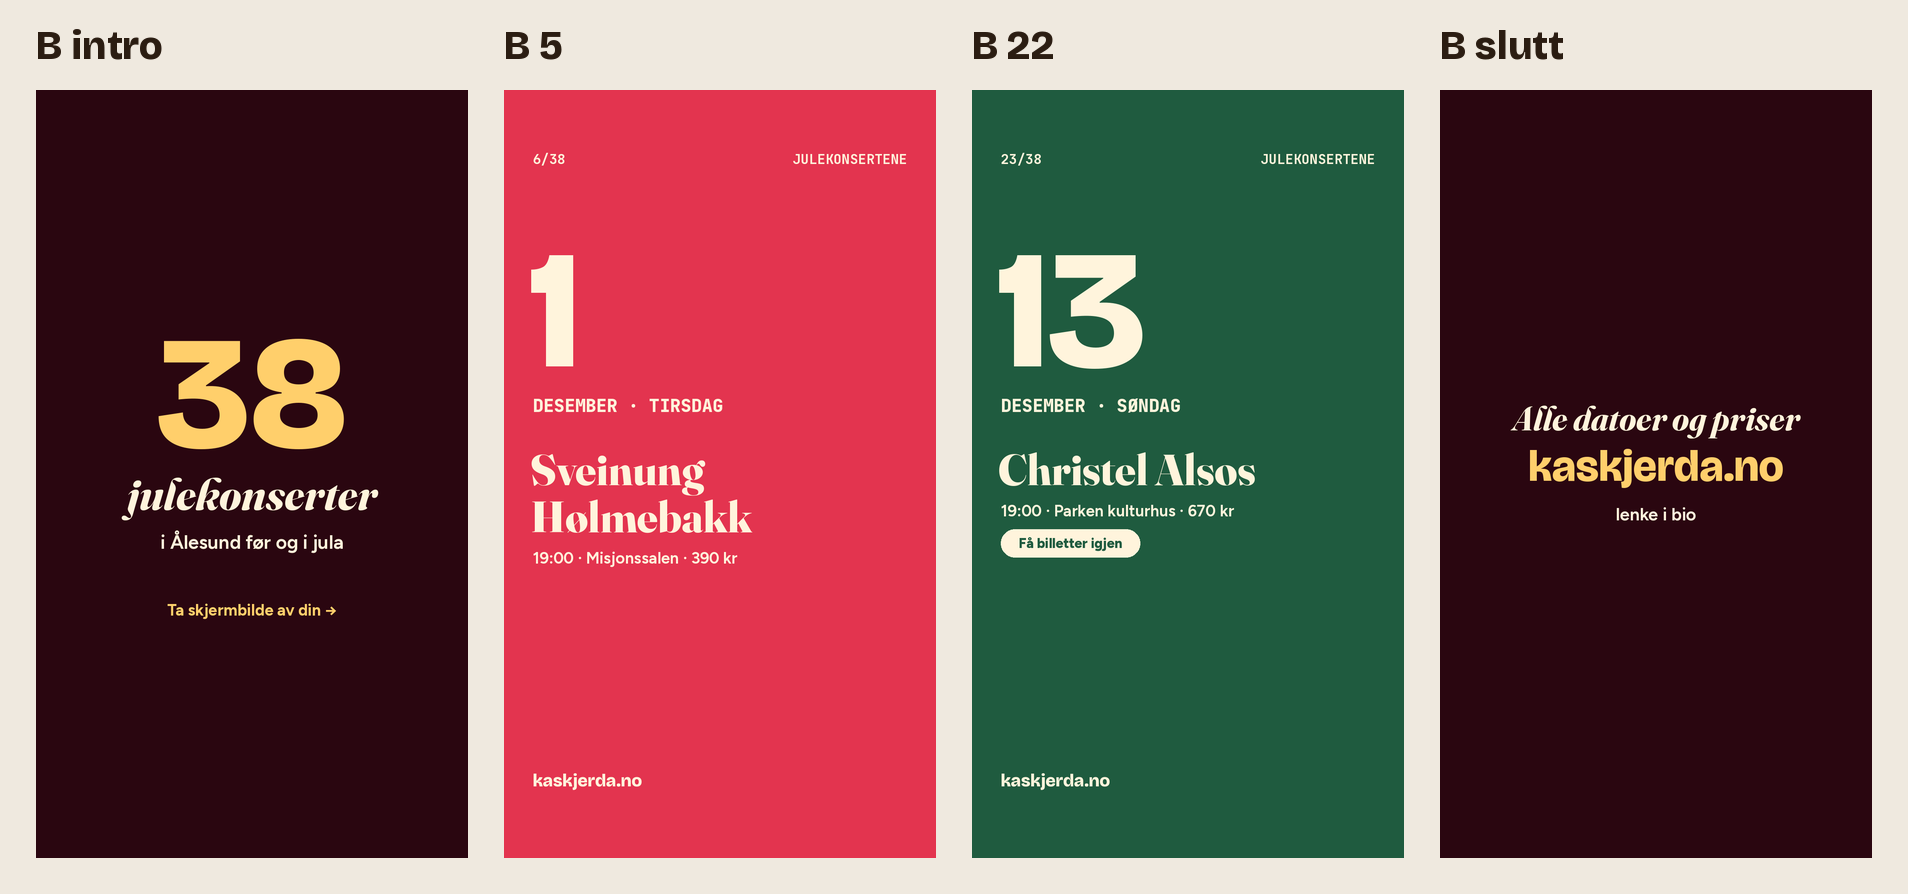 B intro
38
julekonserter
i Ålesund før og i jula
Ta skjermbilde av din →
B 5
6/38 JULEKONSERTENE
1
DESEMBER · TIRSDAG
Sveinung
Hølmebakk
19:00 · Misjonssalen · 390 kr
kaskjerda.no
B 22
23/38 JULEKONSERTENE
13
DESEMBER · SØNDAG
Christel Alsos
19:00 · Parken kulturhus · 670 kr
Få billetter igjen
kaskjerda.no
B slutt
Alle datoer og priser
kaskjerda.no
lenke i bio